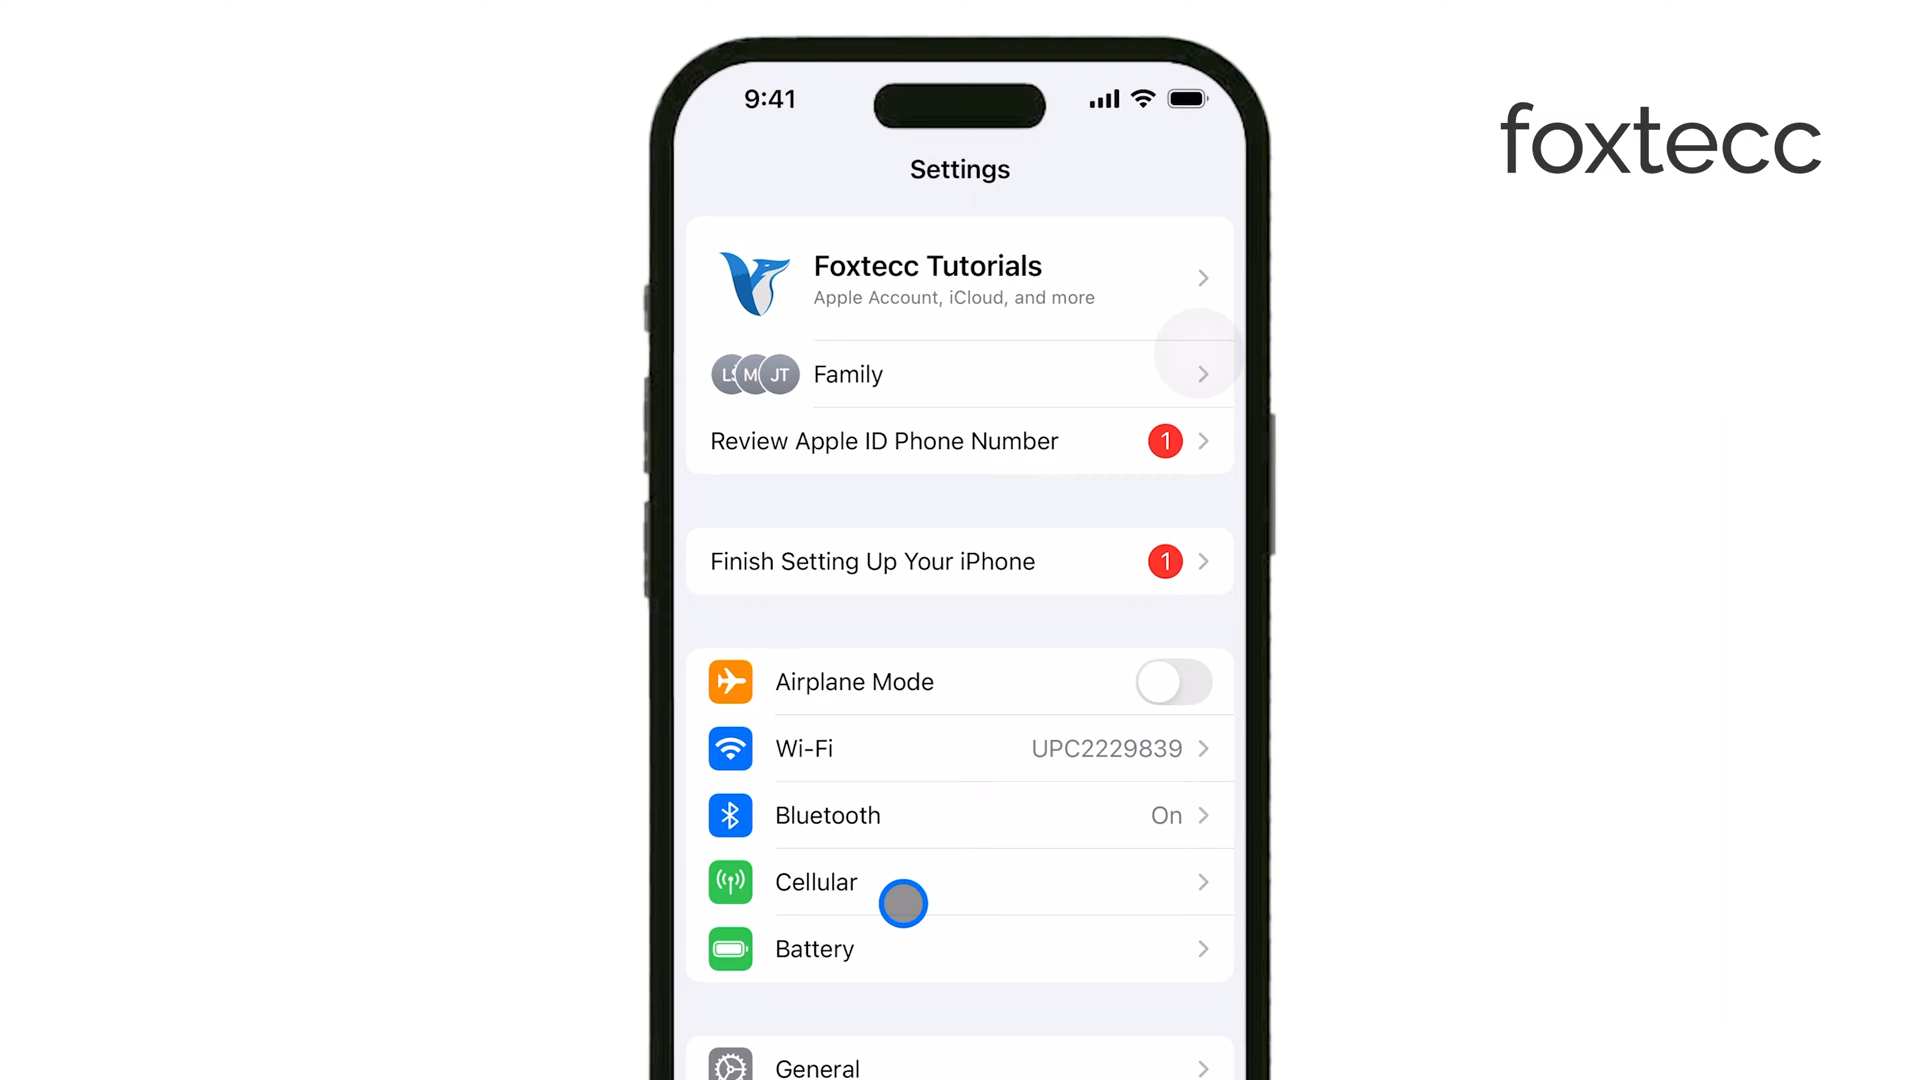 9:41
foxtecc
Settings
Foxtecc Tutorials
Apple Account, iCloud, and more
JT
Family
Review Apple ID Phone Number 1
Finish Setting Up Your iPhone 1
Airplane Mode
Wi-Fi UPC2229839
Bluetooth On
Cellular
Battery
General